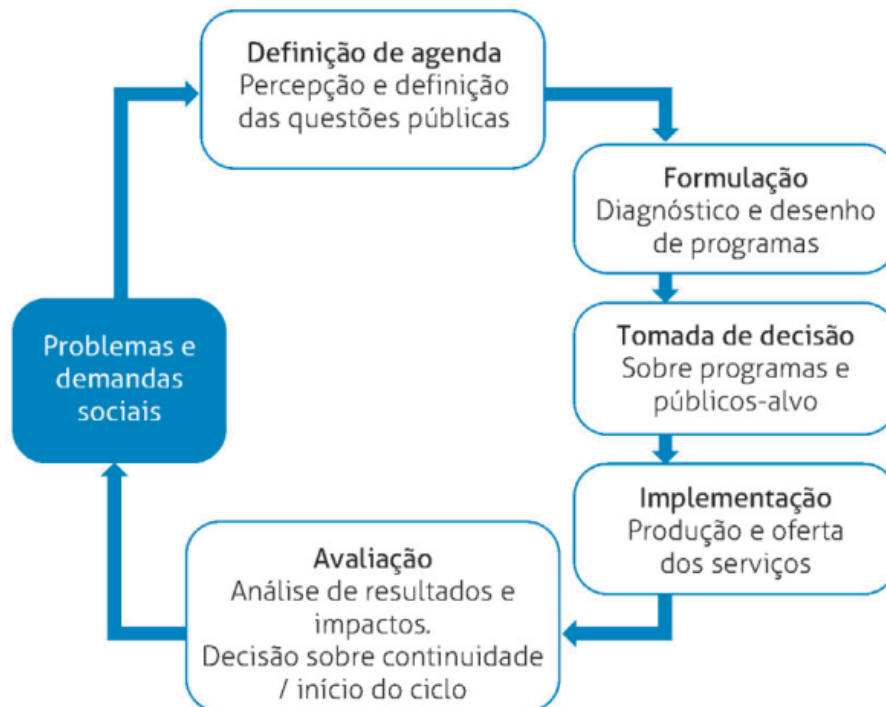 Definição de agenda
Percepção e definição
das questões públicas
Formulação
Diagnóstico e desenho
de programas
Tomada de decisão
Sobre programas e
públicos-alvo
Implementação
Produção e oferta
dos serviços
Avaliação
Análise de resultados e
impactos.
Decisão sobre continuidade
/ início do ciclo
Problemas e
demandas
sociais